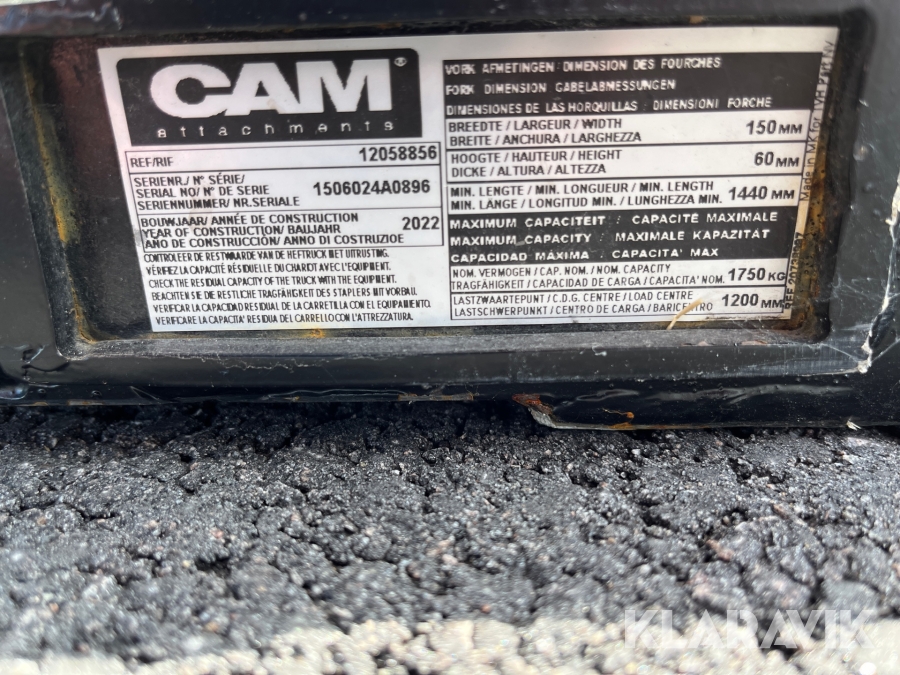 CAM®
attachments
REF/RIF 12058856
SERIENR./ N° SÉRIE/
SERIAL NO/ N° DE SERIE 1506024A0896
SERIENNUMMER/ NR.SERIALE
BOUWJAAR/ ANNÉE DE CONSTRUCTION 2022
YEAR OF CONSTRUCTION/ BAUJAHR
AÑO DE CONSTRUCCIÓN/ ANNO DI COSTRUZIOE
CONTROLEER DE RESTWAARDE VAN DE HEFTRUCK MET UITRUSTING.
VÉRIFIEZ LA CAPACITÉ RÉSIDUELLE DU CHARIOT AVEC L'EQUIPEMENT.
CHECK THE RESIDUAL CAPACITY OF THE TRUCK WITH THE EQUIPMENT.
BEACHTEN SIE DIE RESTLICHE TRAGFÄHIGKEIT DES STAPLERS MIT VORBAU.
VERIFICAR LA CAPACIDAD RESIDUAL DE LA CARRETILLA CON EL EQUIPO.
VERIFICARE LA CAPACITA' RESIDUA DEL CARRELLO CON L'ATTREZZATURA.
VORK AFMETINGEN : DIMENSION DES FOURCHES
FORK DIMENSION GABELABMESSUNGEN
DIMENSIONES DE LAS HORQUILLAS : DIMENSIONI FORCHE
BREEDTE / LARGEUR / WIDTH 150 MM
BREITE / ANCHURA / LARGHEZZA
HOOGTE / HAUTEUR / HEIGHT 60 MM
DICKE / ALTURA / ALTEZZA
MIN. LENGTE / MIN. LONGUEUR / MIN. LENGTH 1440 MM
MIN. LÄNGE / LONGITUD MIN. / LUNGHEZZA MIN.
MAXIMUM CAPACITEIT : CAPACITÉ MAXIMALE
MAXIMUM CAPACITY : MAXIMALE KAPAZITÄT
CAPACIDAD MÁXIMA : CAPACITA' MAX
NOM. VERMOGEN / CAP. NOM. / NOM. CAPACITY 1750 KG
TRAGFÄHIGKEIT / CAPACIDAD DE CARGA / CAPACITA' NOM.
LASTZWAARTEPUNT / C.D.G. CENTRE / LOAD CENTRE 1200 MM
LASTSCHWERPUNKT / CENTRO DE CARGA / BARICENTRO
Made in UK for
REF
KLARAVIK